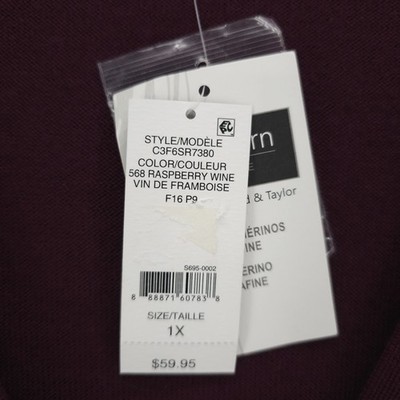 STYLE/MODÈLE
C3F6SR7380
COLOR/COULEUR
568 RASPBERRY WINE
VIN DE FRAMBOISE
F16 P9
S695-0002
8 88871 60783 8
SIZE/TAILLE
1X
$59.95
rn
& Taylor
ÉRINOS
FINE
ERINO
AFINE